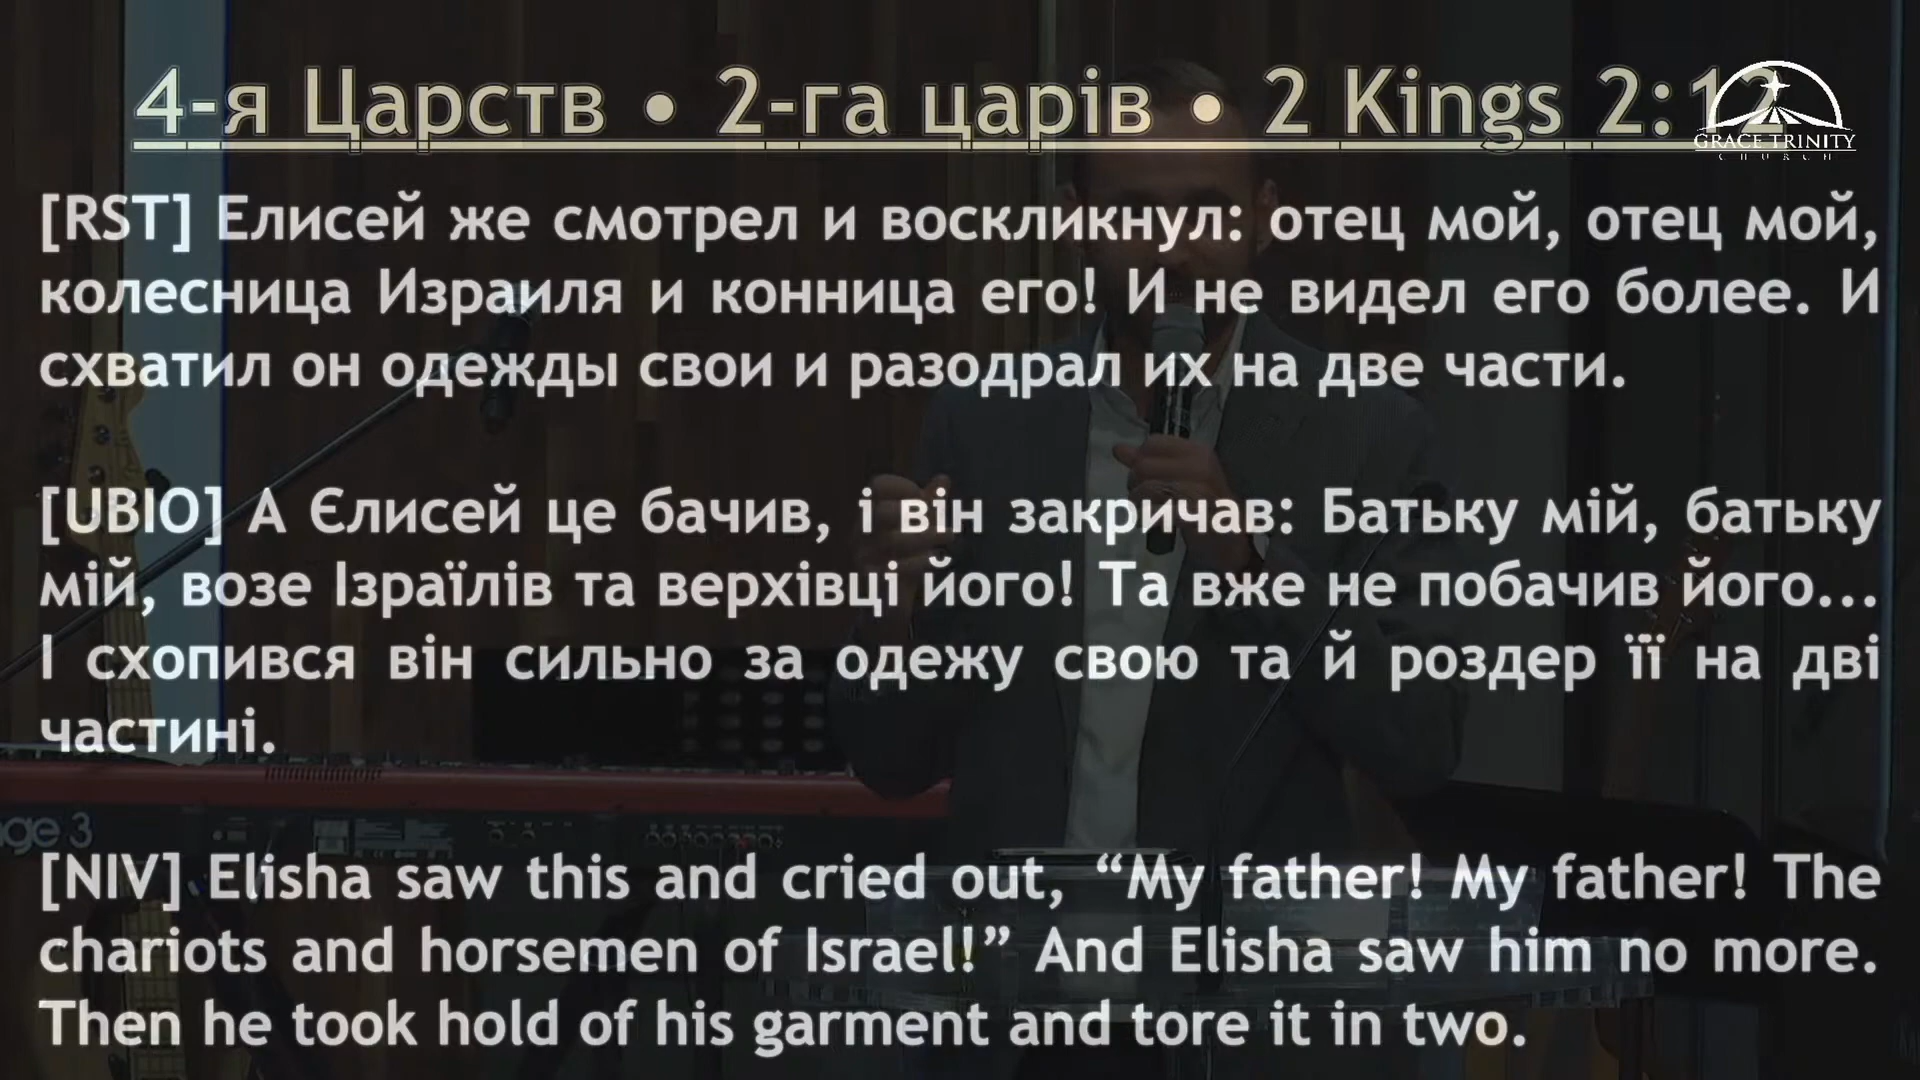 4-я Царств • 2-га царів • 2 Kings 2:12
GRACE TRINITY
CHURCH
[RST] Елисей же смотрел и воскликнул: отец мой, отец мой,
колесница Израиля и конница его! И не видел его более. И
схватил он одежды свои и разодрал их на две части.
[UBIO] А Єлисей це бачив, і він закричав: Батьку мій, батьку
мій, возе Ізраїлів та верхівці його! Та вже не побачив його...
І схопився він сильно за одежу свою та й роздер її на дві
частині.
age 3
[NIV] Elisha saw this and cried out, “My father! My father! The
chariots and horsemen of Israel!” And Elisha saw him no more.
Then he took hold of his garment and tore it in two.